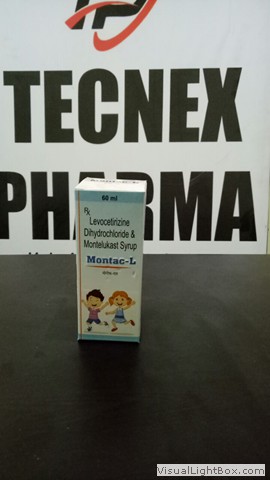 TECNEX
PHARMA
60 ml
Rx
Levocetirizine
Dihydrochloride &
Montelukast Syrup
Montac-L
VisualLightBox.com